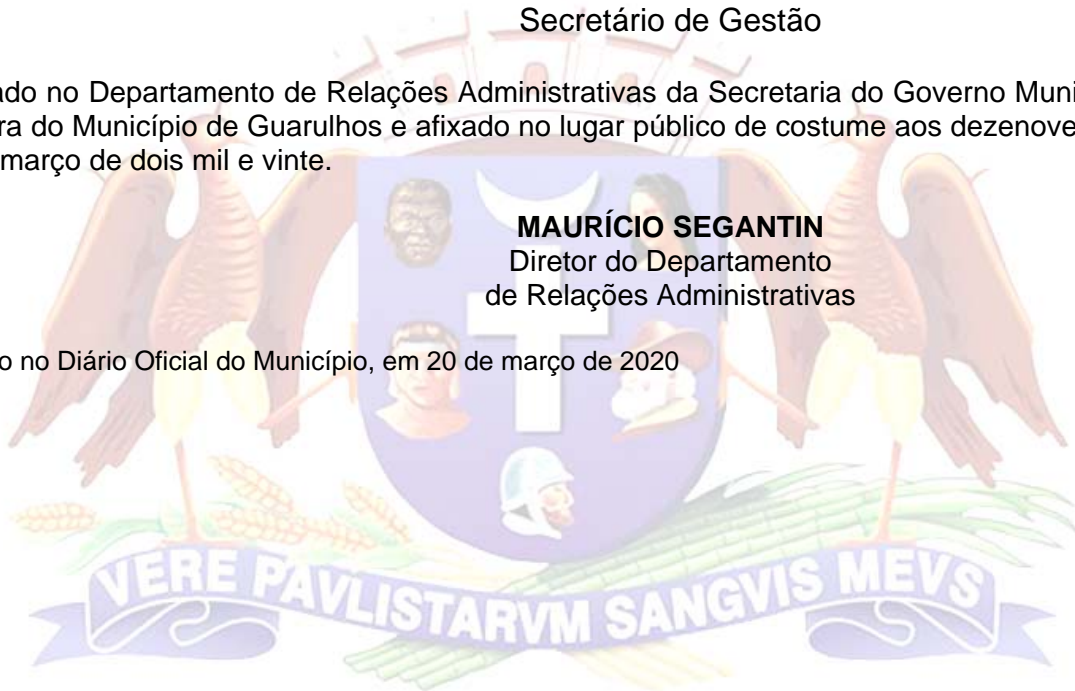 Secretário de Gestão
ado no Departamento de Relações Administrativas da Secretaria do Governo Muni
ra do Município de Guarulhos e afixado no lugar público de costume aos dezenove
março de dois mil e vinte.
MAURÍCIO SEGANTIN
Diretor do Departamento
de Relações Administrativas
o no Diário Oficial do Município, em 20 de março de 2020
VERE PAVLISTARVM SANGVIS MEVS